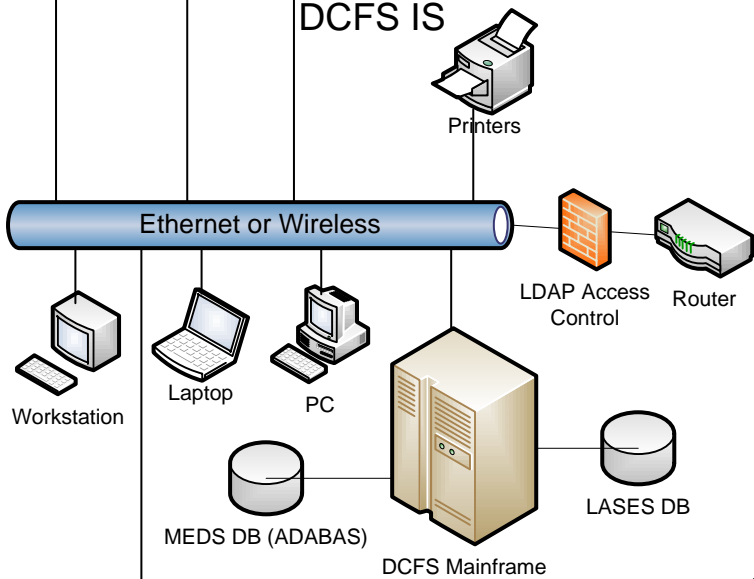 DCFS IS
Printers
Ethernet or Wireless
LDAP Access
Control
Router
Workstation
Laptop
PC
MEDS DB (ADABAS)
LASES DB
DCFS Mainframe